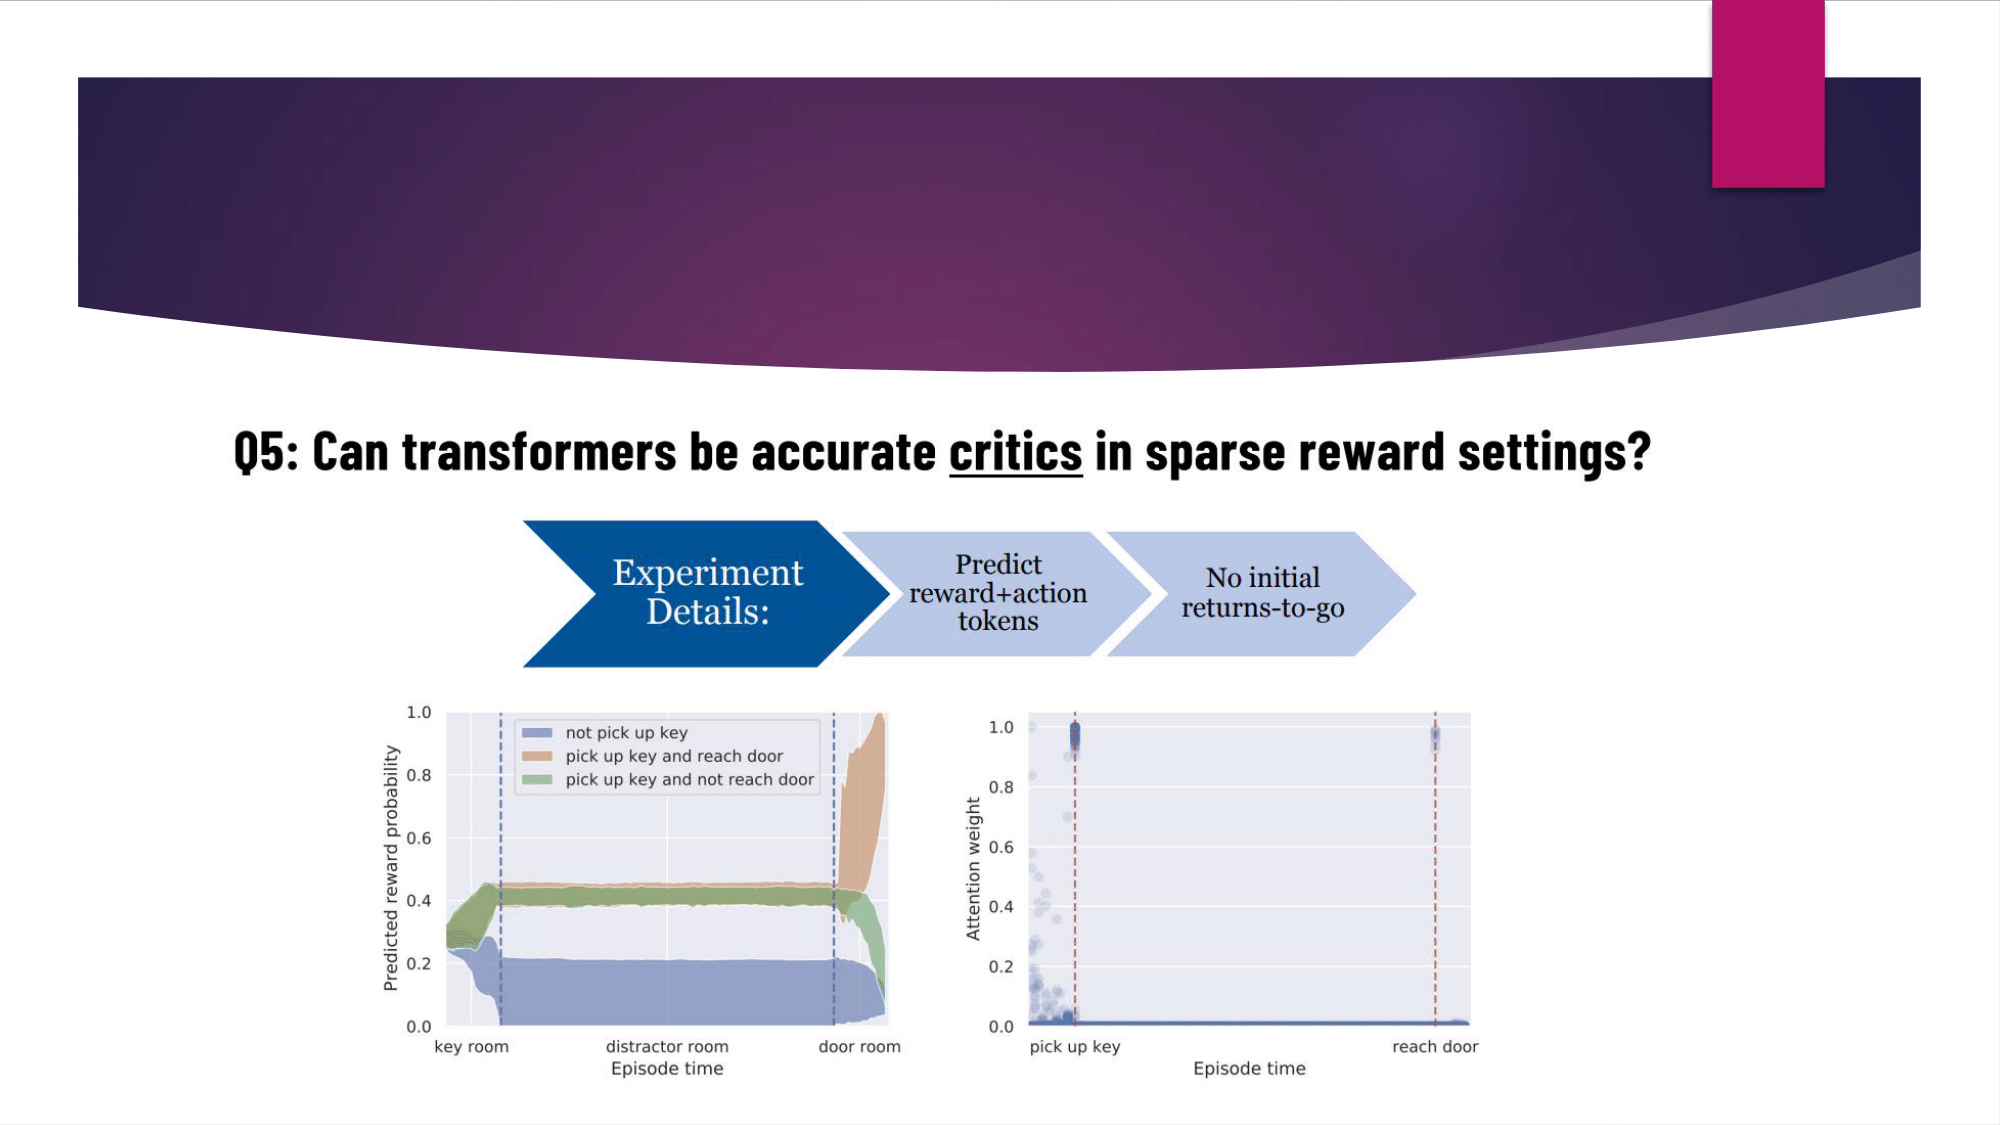 Q5: Can transformers be accurate critics in sparse reward settings?
Experiment
Details:
Predict
reward+action
tokens
No initial
returns-to-go
1.0
0.8
0.6
0.4
0.2
0.0
Predicted reward probability
not pick up key
pick up key and reach door
pick up key and not reach door
key room
distractor room
door room
Episode time
1.0
0.8
0.6
0.4
0.2
0.0
Attention weight
pick up key
reach door
Episode time